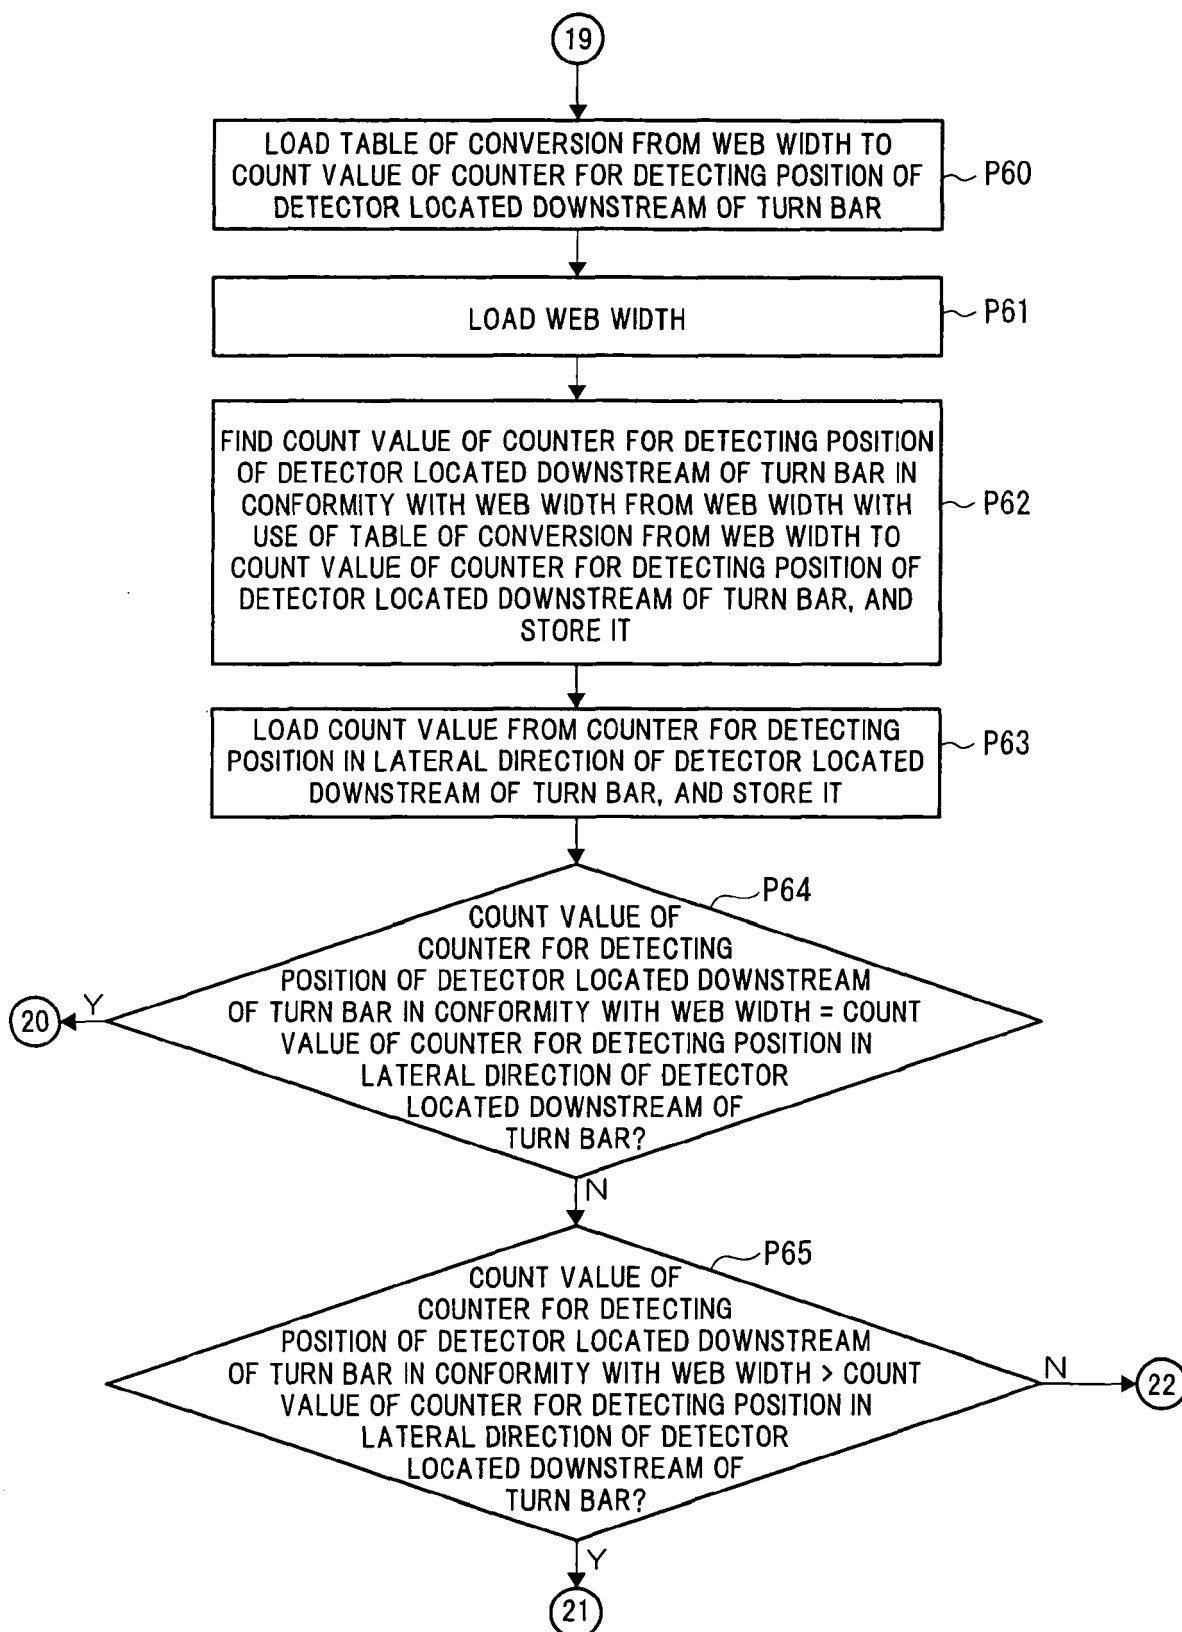 19
LOAD TABLE OF CONVERSION FROM WEB WIDTH TO
COUNT VALUE OF COUNTER FOR DETECTING POSITION OF
DETECTOR LOCATED DOWNSTREAM OF TURN BAR
P60
LOAD WEB WIDTH
P61
FIND COUNT VALUE OF COUNTER FOR DETECTING POSITION
OF DETECTOR LOCATED DOWNSTREAM OF TURN BAR IN
CONFORMITY WITH WEB WIDTH FROM WEB WIDTH WITH
USE OF TABLE OF CONVERSION FROM WEB WIDTH TO
COUNT VALUE OF COUNTER FOR DETECTING POSITION OF
DETECTOR LOCATED DOWNSTREAM OF TURN BAR, AND
STORE IT
P62
LOAD COUNT VALUE FROM COUNTER FOR DETECTING
POSITION IN LATERAL DIRECTION OF DETECTOR LOCATED
DOWNSTREAM OF TURN BAR, AND STORE IT
P63
P64
COUNT VALUE OF
COUNTER FOR DETECTING
POSITION OF DETECTOR LOCATED DOWNSTREAM
OF TURN BAR IN CONFORMITY WITH WEB WIDTH = COUNT
VALUE OF COUNTER FOR DETECTING POSITION IN
LATERAL DIRECTION OF DETECTOR
LOCATED DOWNSTREAM OF
TURN BAR?
Y
20
N
P65
COUNT VALUE OF
COUNTER FOR DETECTING
POSITION OF DETECTOR LOCATED DOWNSTREAM
OF TURN BAR IN CONFORMITY WITH WEB WIDTH > COUNT
VALUE OF COUNTER FOR DETECTING POSITION IN
LATERAL DIRECTION OF DETECTOR
LOCATED DOWNSTREAM OF
TURN BAR?
N
22
Y
21